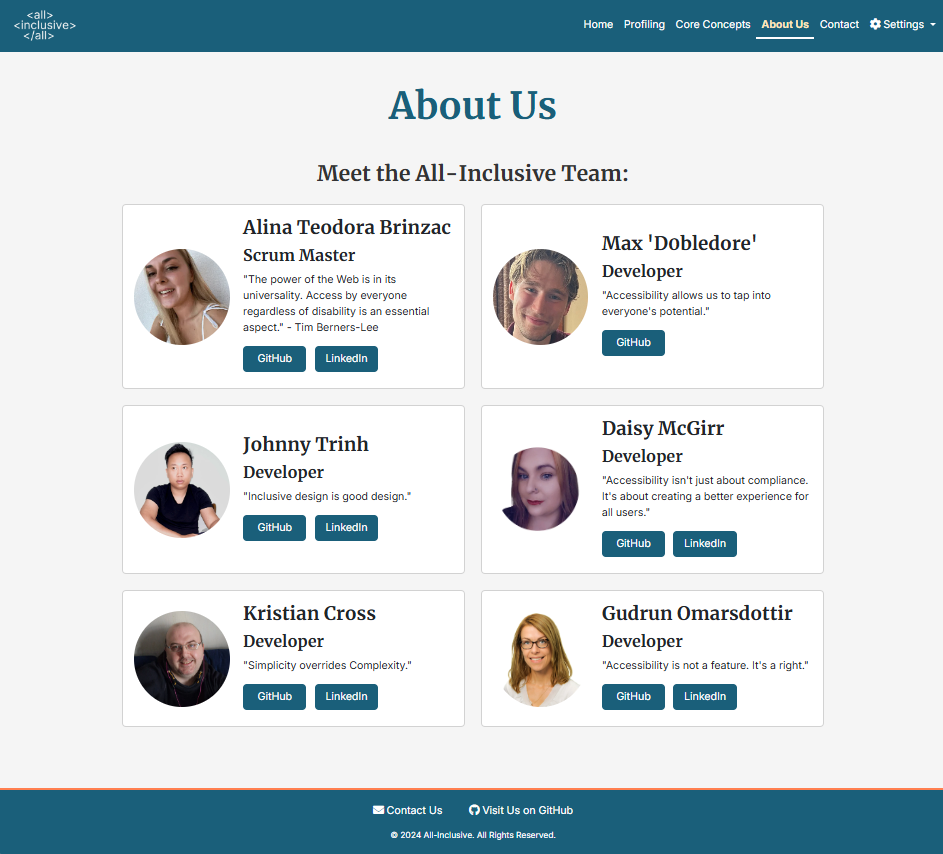 <all>
<inclusive>
</all>
Home Profiling Core Concepts About Us Contact Settings
About Us
Meet the All-Inclusive Team:
Alina Teodora Brinzac
Scrum Master
"The power of the Web is in its
universality. Access by everyone
regardless of disability is an essential
aspect." - Tim Berners-Lee
GitHub LinkedIn
Max 'Dobledore'
Developer
"Accessibility allows us to tap into
everyone's potential."
GitHub
Johnny Trinh
Developer
"Inclusive design is good design."
GitHub LinkedIn
Daisy McGirr
Developer
"Accessibility isn't just about compliance.
It's about creating a better experience for
all users."
GitHub LinkedIn
Kristian Cross
Developer
"Simplicity overrides Complexity."
GitHub LinkedIn
Gudrun Omarsdottir
Developer
"Accessibility is not a feature. It's a right."
GitHub LinkedIn
Contact Us Visit Us on GitHub
© 2024 All-Inclusive. All Rights Reserved.